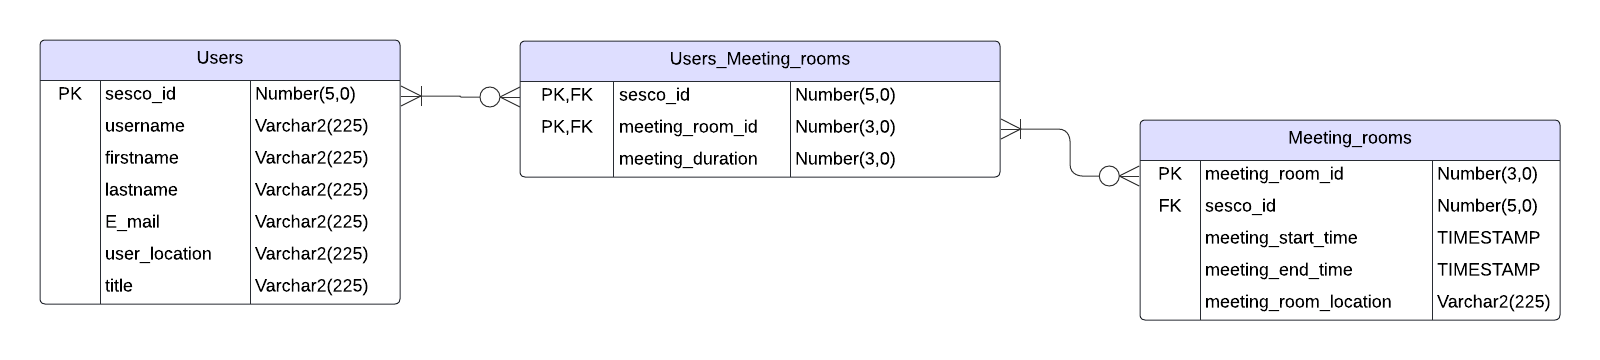 Users
PK sesco_id Number(5,0)
username Varchar2(225)
firstname Varchar2(225)
lastname Varchar2(225)
E_mail Varchar2(225)
user_location Varchar2(225)
title Varchar2(225)
Users_Meeting_rooms
PK,FK sesco_id Number(5,0)
PK,FK meeting_room_id Number(3,0)
meeting_duration Number(3,0)
Meeting_rooms
PK meeting_room_id Number(3,0)
FK sesco_id Number(5,0)
meeting_start_time TIMESTAMP
meeting_end_time TIMESTAMP
meeting_room_location Varchar2(225)